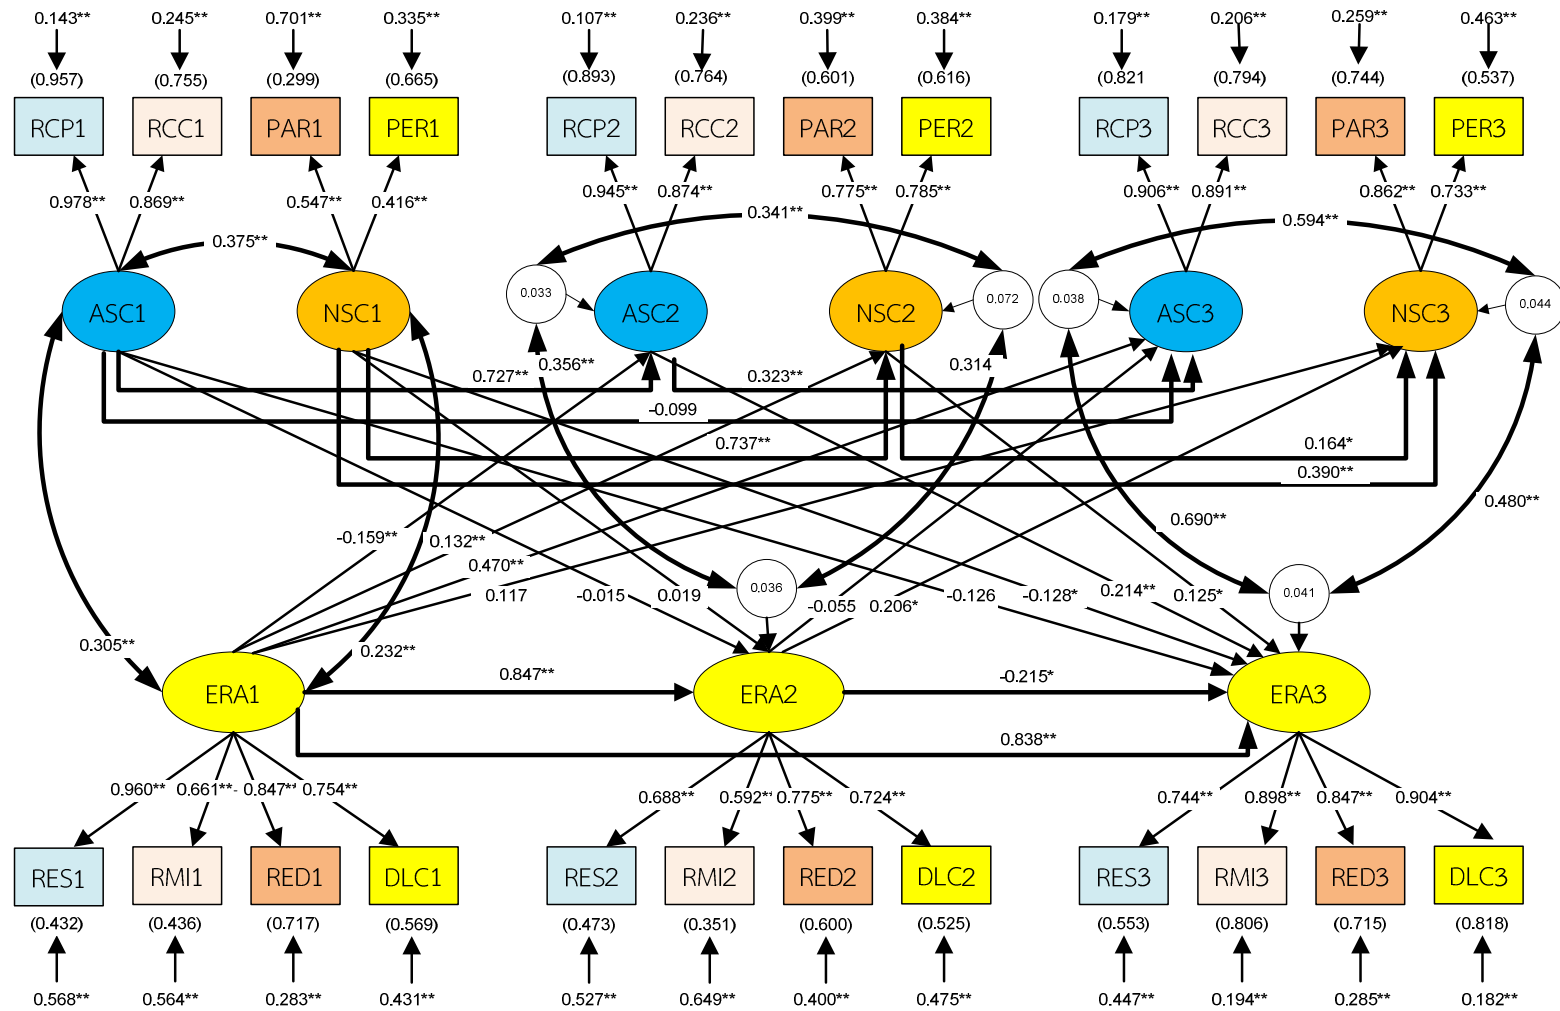 0.143** 0.245** 0.701** 0.335** 0.107** 0.236** 0.399** 0.384** 0.179** 0.206** 0.259** 0.463**
(0.957) (0.755) (0.299) (0.665) (0.893) (0.764) (0.601) (0.616) (0.821 (0.794) (0.744) (0.537)
RCP1 RCC1 PAR1 PER1 RCP2 RCC2 PAR2 PER2 RCP3 RCC3 PAR3 PER3
0.978** 0.869** 0.547** 0.416** 0.945** 0.874** 0.775** 0.785** 0.906** 0.891** 0.862** 0.733**
0.375** 0.341** 0.594**
0.033 0.072 0.038 0.044
ASC1 NSC1 ASC2 NSC2 ASC3 NSC3
0.356** 0.314
0.727** 0.323**
-0.099
0.737** 0.164*
0.390**
0.480**
0.690**
-0.159** 0.132**
0.470**
0.117 -0.015 0.019 0.036 -0.055 0.206* -0.126 -0.128* 0.214** 0.125* 0.041
0.305** 0.232**
0.847** -0.215*
ERA1 ERA2 ERA3
0.838**
0.960** 0.661** 0.847** 0.754** 0.688** 0.592** 0.775** 0.724** 0.744** 0.898** 0.847** 0.904**
RES1 RMI1 RED1 DLC1 RES2 RMI2 RED2 DLC2 RES3 RMI3 RED3 DLC3
(0.432) (0.436) (0.717) (0.569) (0.473) (0.351) (0.600) (0.525) (0.553) (0.806) (0.715) (0.818)
0.568** 0.564** 0.283** 0.431** 0.527** 0.649** 0.400** 0.475** 0.447** 0.194** 0.285** 0.182**